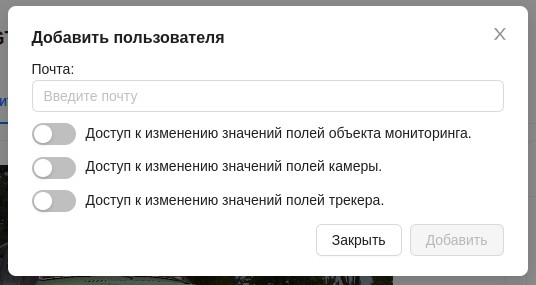 Добавить пользователя
Почта:
Введите почту
Доступ к изменению значений полей объекта мониторинга.
Доступ к изменению значений полей камеры.
Доступ к изменению значений полей трекера.
Закрыть
Добавить